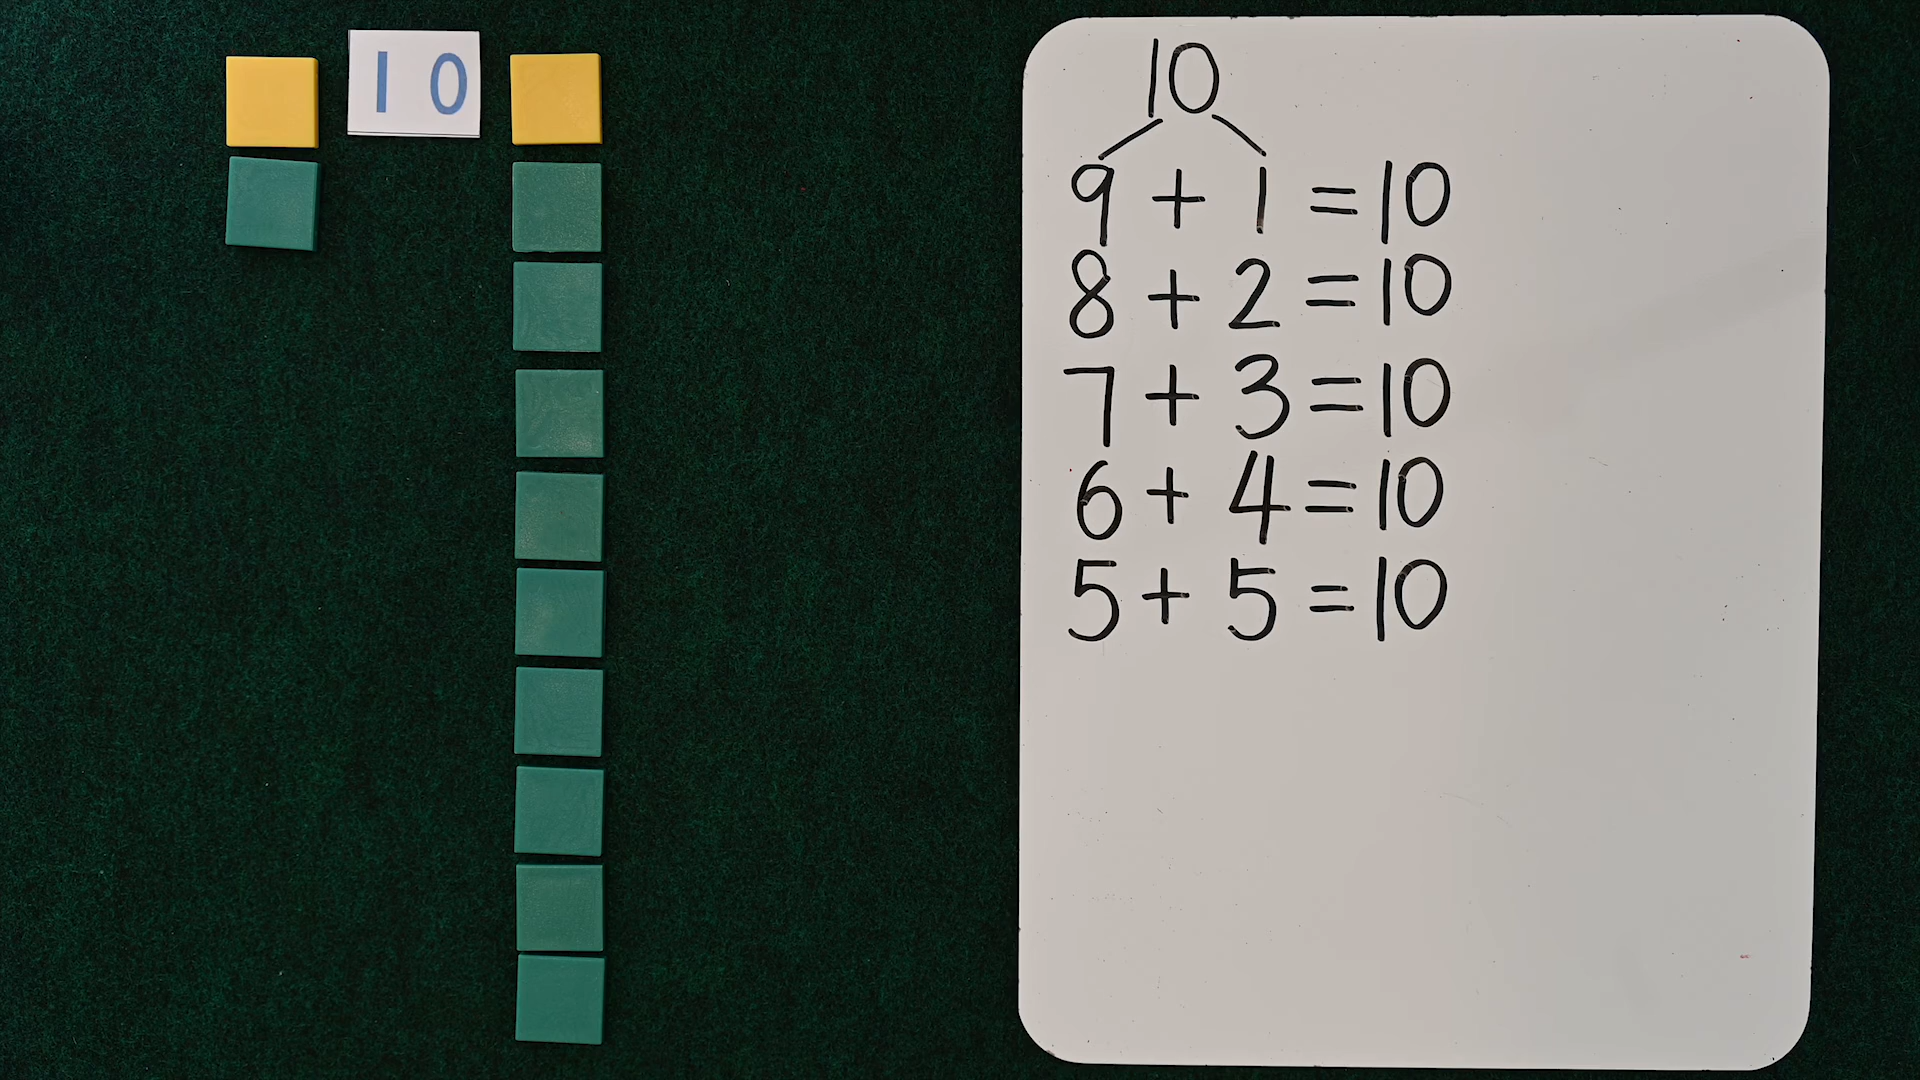 10
10
9 + 1 = 10
8 + 2 = 10
7 + 3 = 10
6 + 4 = 10
5 + 5 = 10